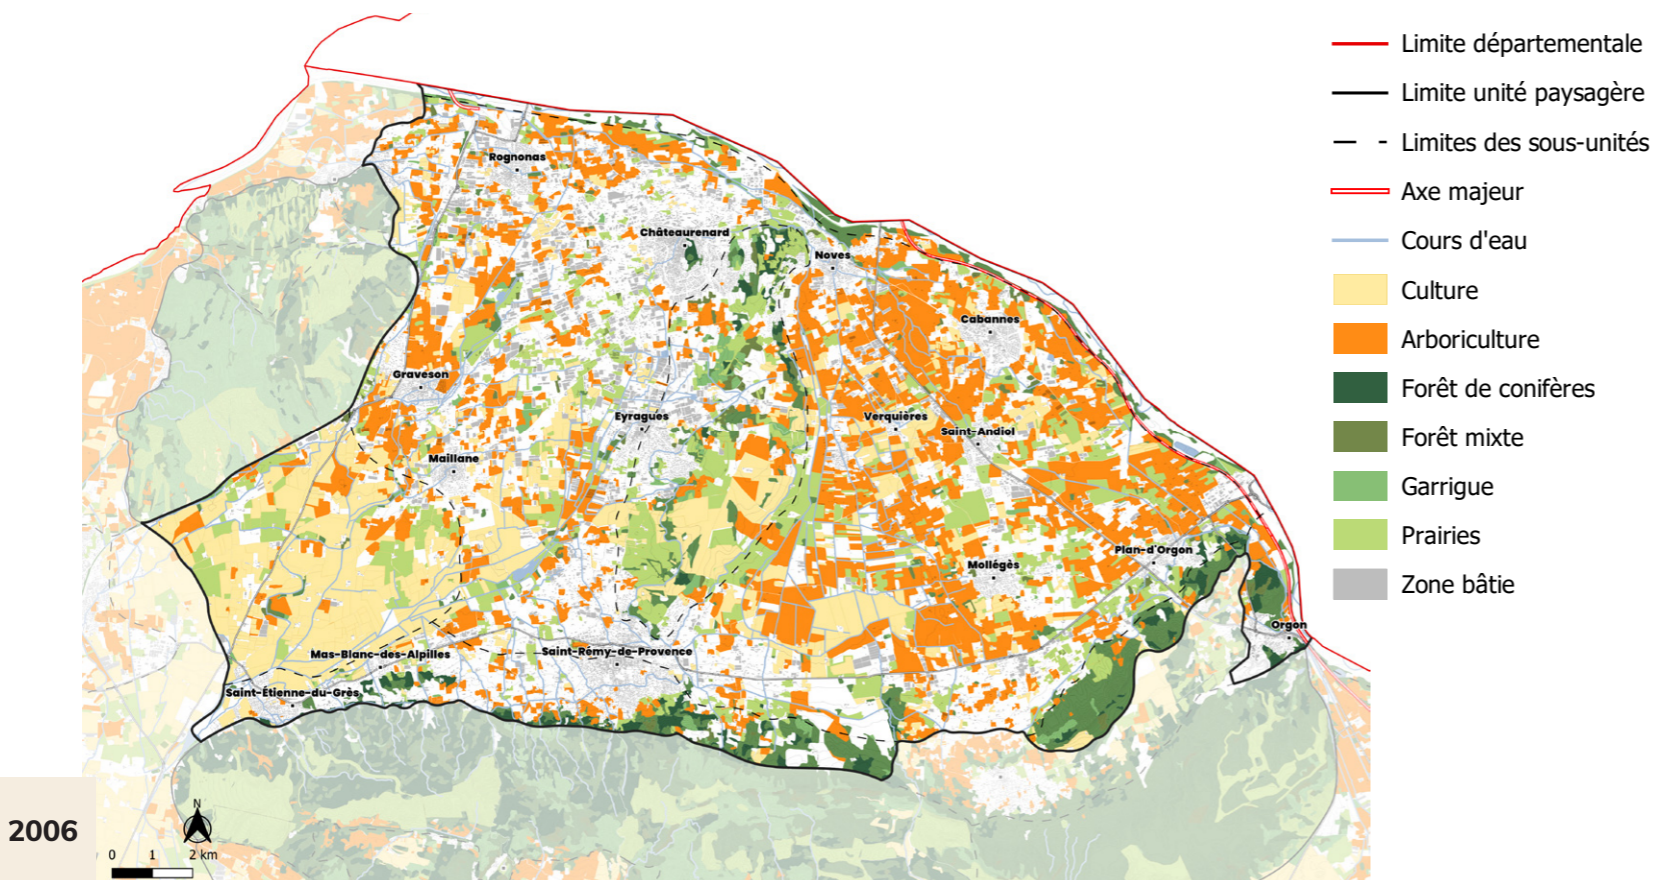 Limite départementale
Limite unité paysagère
Limites des sous-unités
Axe majeur
Cours d'eau
Culture
Arboriculture
Forêt de conifères
Forêt mixte
Garrigue
Prairies
Zone bâtie
Rognonas
Châteaurenard
Noves
Cabannes
Graveson
Eyragues
Verquières
Saint-Andiol
Maillane
Plan-d'Orgon
Mollégès
Orgon
Mas-Blanc-des-Alpilles
Saint-Rémy-de-Provence
Saint-Étienne-du-Grès
2006
N
0 1 2 km